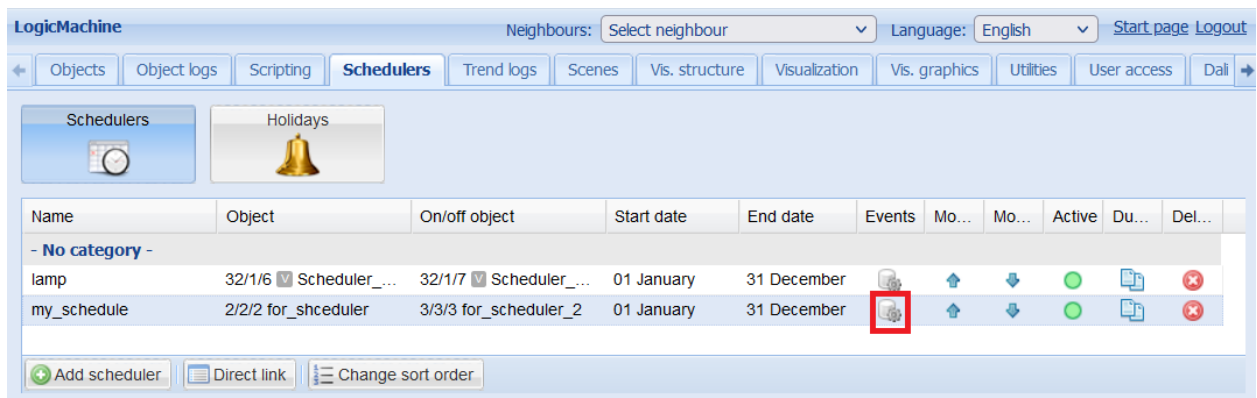 LogicMachine Neighbours: Select neighbour Language: English Start page Logout
Objects Object logs Scripting Schedulers Trend logs Scenes Vis. structure Visualization Vis. graphics Utilities User access Dali
Schedulers Holidays
Name Object On/off object Start date End date Events Mo... Mo... Active Du... Del...
- No category -
lamp 32/1/6 V Scheduler_... 32/1/7 V Scheduler_... 01 January 31 December
my_schedule 2/2/2 for_shceduler 3/3/3 for_scheduler_2 01 January 31 December
Add scheduler Direct link Change sort order